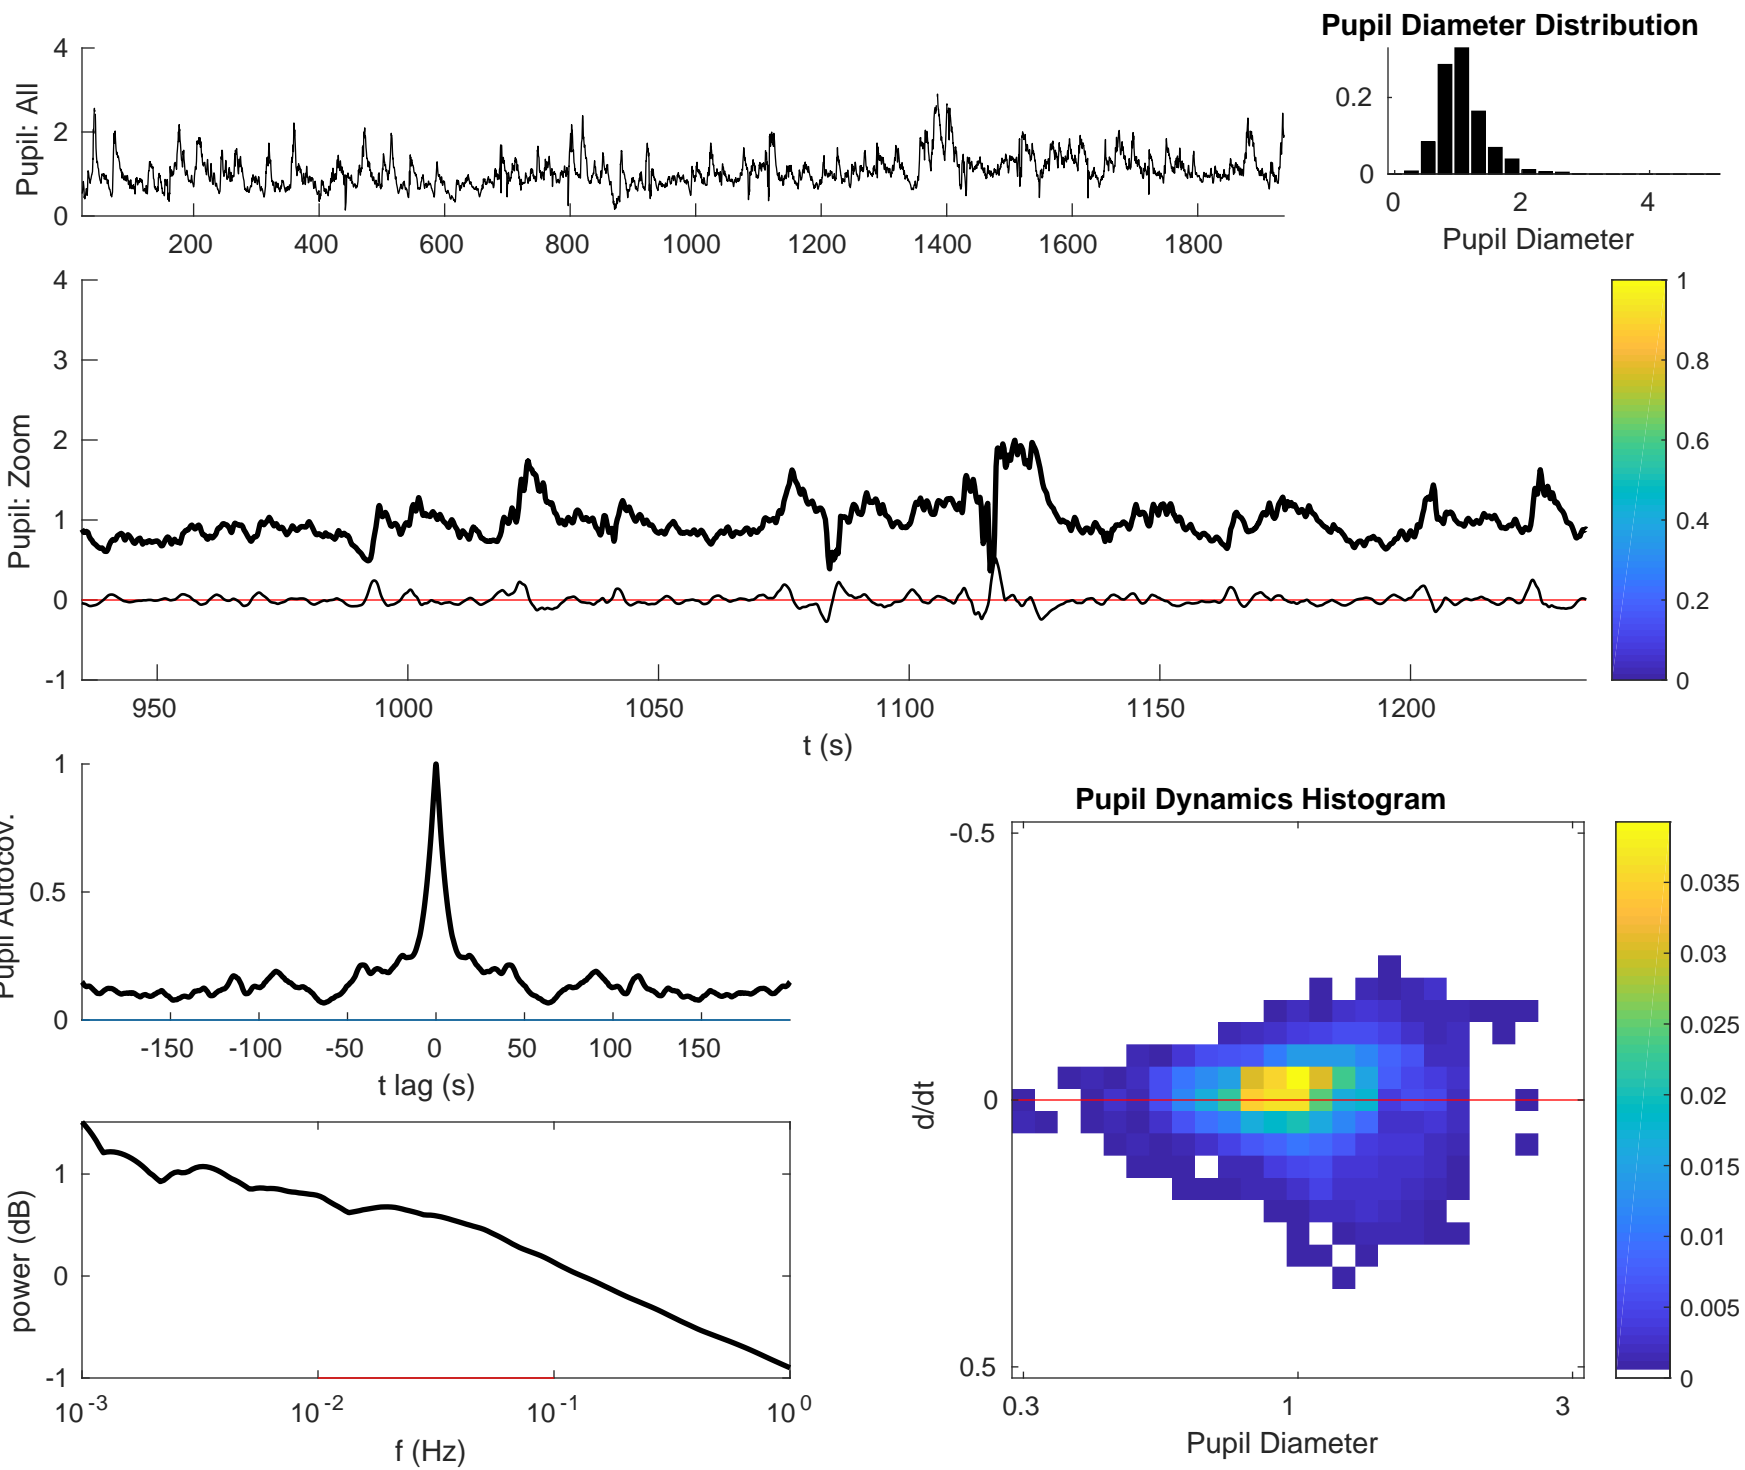 Pupil Diameter Distribution
Pupil: All
4
2
0
200 400 600 800 1000 1200 1400 1600 1800
0.2
0
0 2 4
Pupil Diameter
Pupil: Zoom
4
3
2
1
0
-1
950 1000 1050 1100 1150 1200
t (s)
1
0.8
0.6
0.4
0.2
0
Pupil Autocov.
1
0.5
0
-150 -100 -50 0 50 100 150
t lag (s)
power (dB)
1
0
-1
10^-3 10^-2 10^-1 10^0
f (Hz)
Pupil Dynamics Histogram
d/dt
-0.5
0
0.5
0.3 1 3
Pupil Diameter
0.035
0.03
0.025
0.02
0.015
0.01
0.005
0